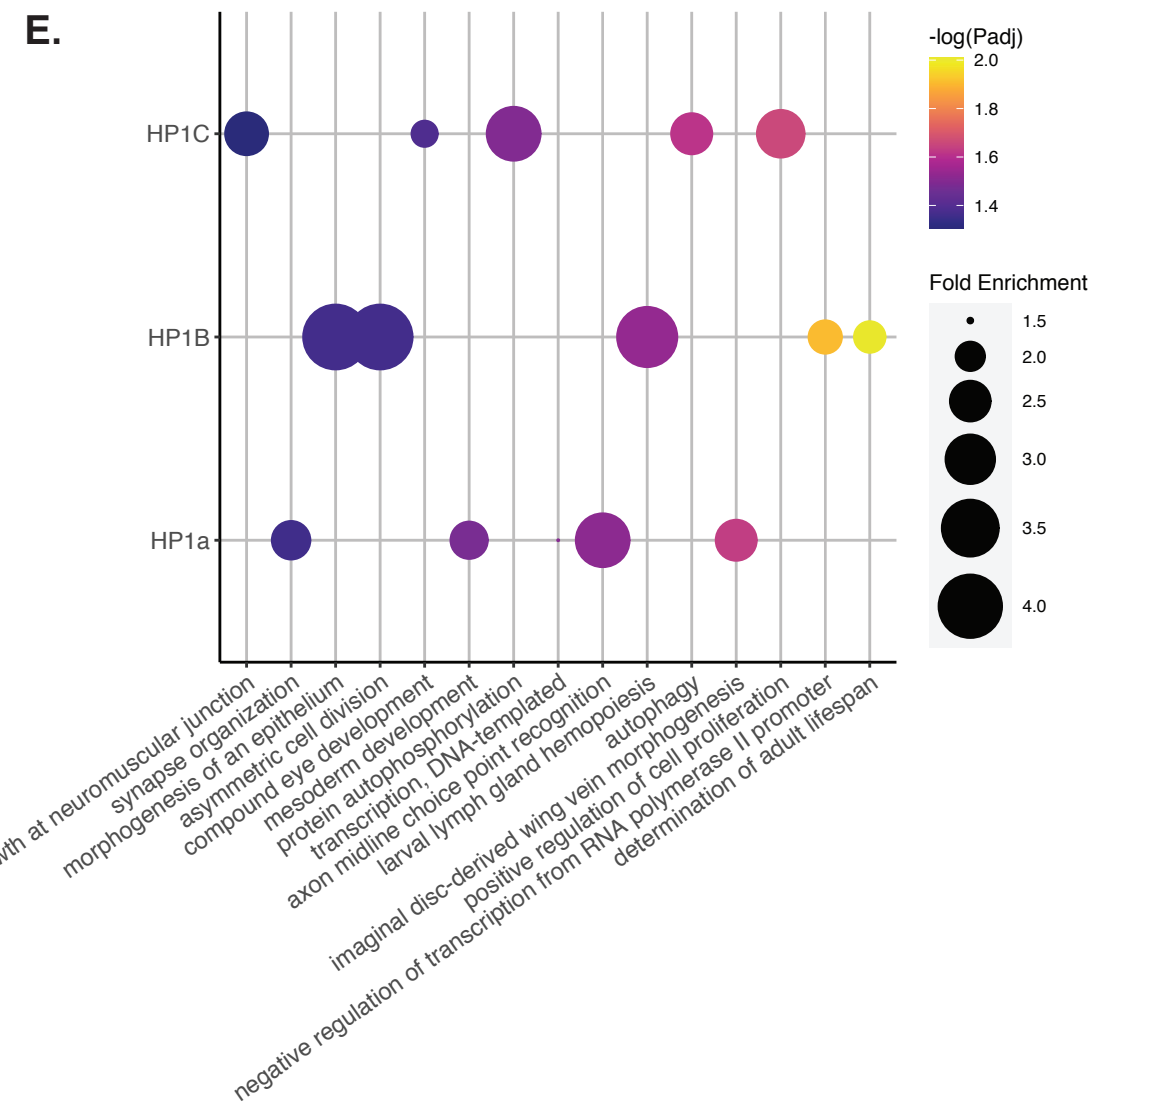 E.
HP1C
HP1B
HP1a
at neuromuscular junction
synapse organization
morphogenesis of an epithelium
asymmetric cell division
compound eye development
mesoderm development
protein autophosphorylation
transcription, DNA-templated
axon midline choice point recognition
larval lymph gland hemopoiesis
autophagy
imaginal disc-derived wing vein morphogenesis
positive regulation of cell proliferation
negative regulation of transcription from RNA polymerase II promoter
determination of adult lifespan
-log(Padj)
2.0
1.8
1.6
1.4
Fold Enrichment
1.5
2.0
2.5
3.0
3.5
4.0